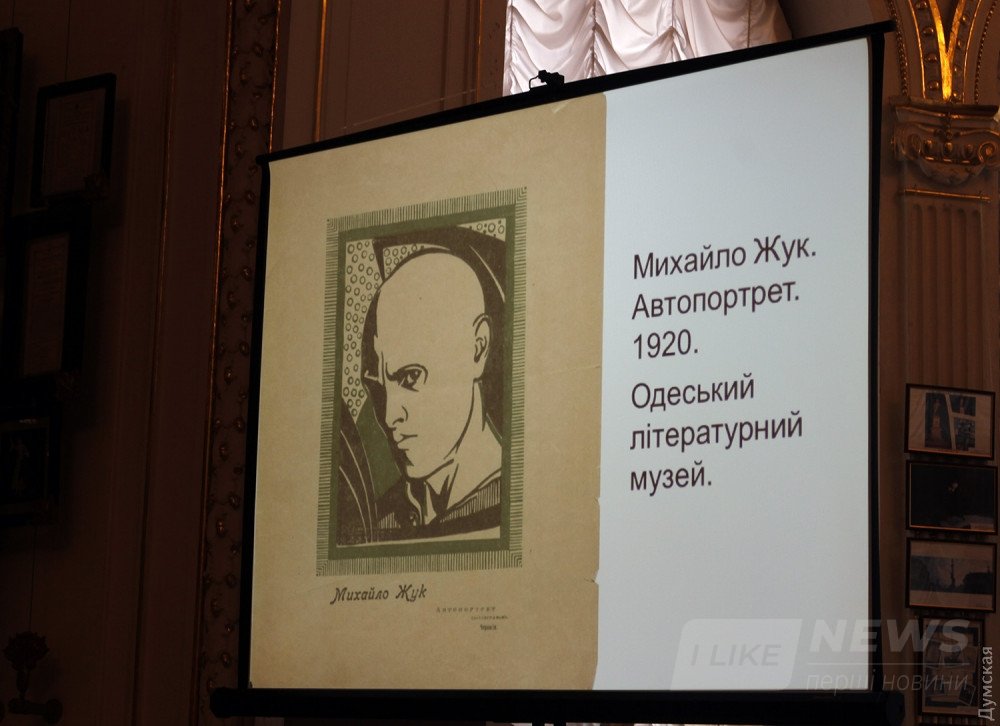 Михайло Жук.
Автопортрет.
1920.
Одеський
літературний
музей.
Михайло Жук
Автопортрет
I LIKE NEWS
перші новини
Думская